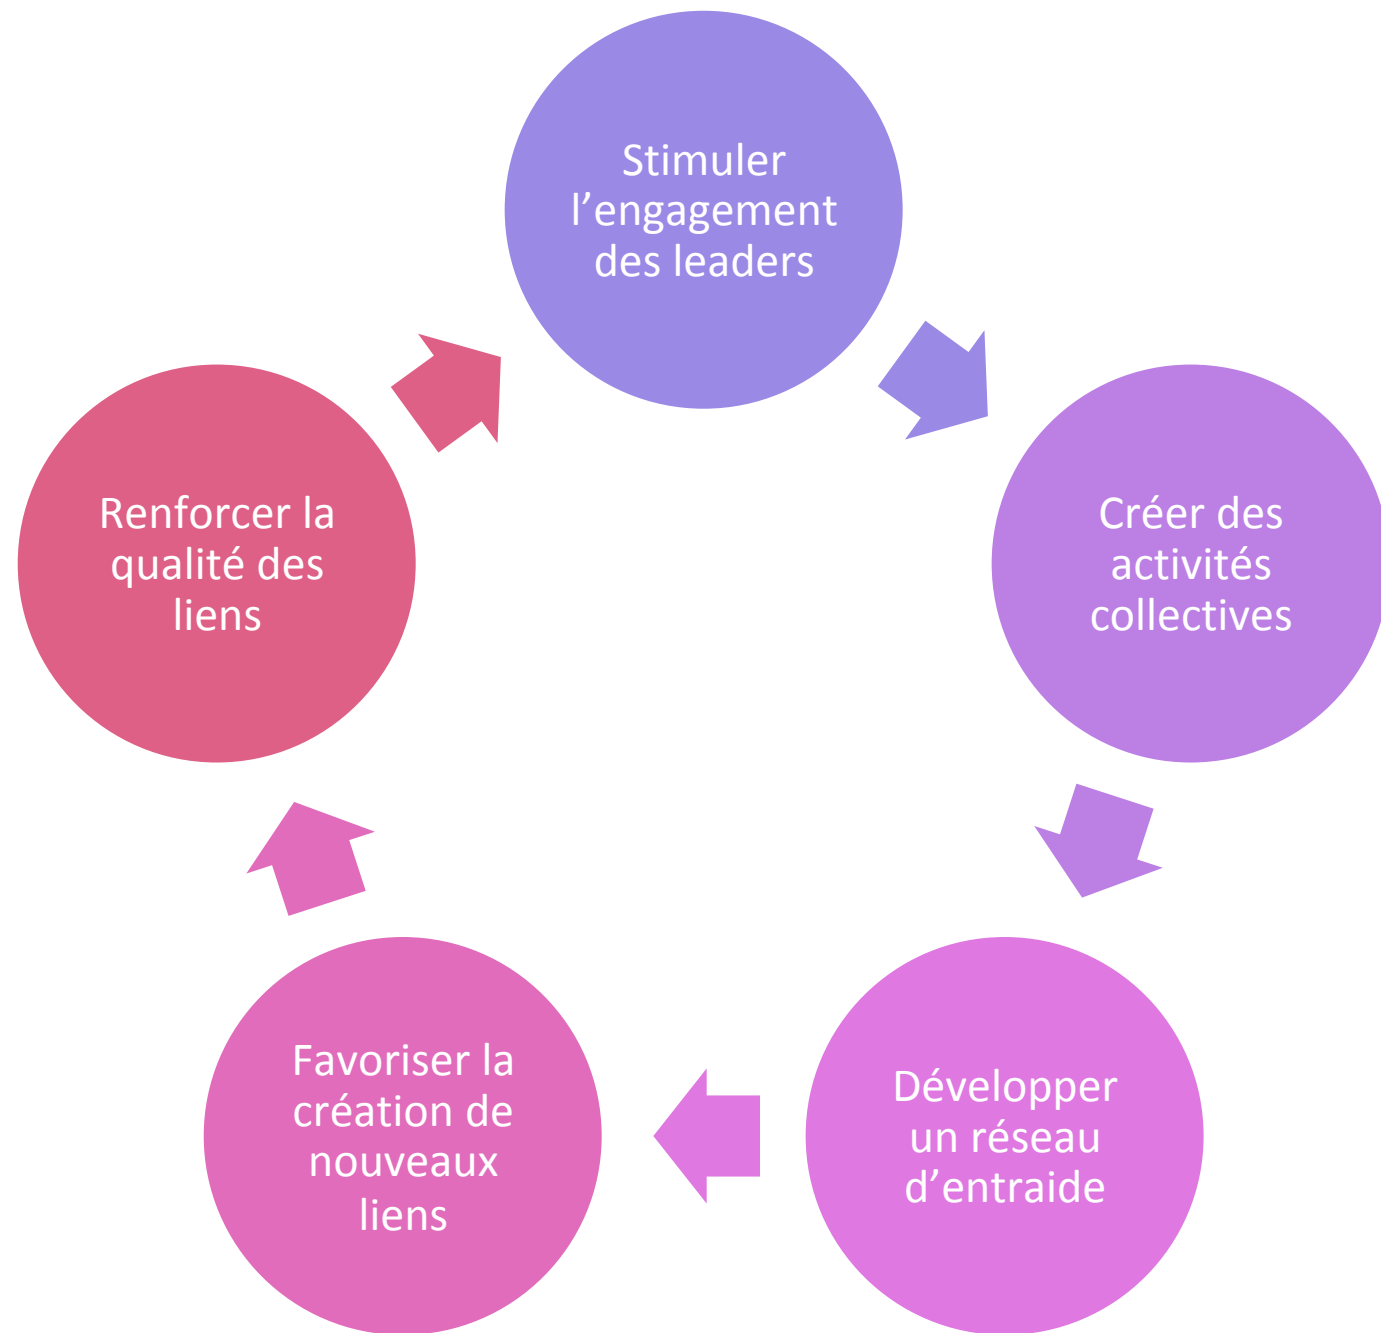 Stimuler
l’engagement
des leaders
Créer des
activités
collectives
Développer
un réseau
d’entraide
Favoriser la
création de
nouveaux
liens
Renforcer la
qualité des
liens